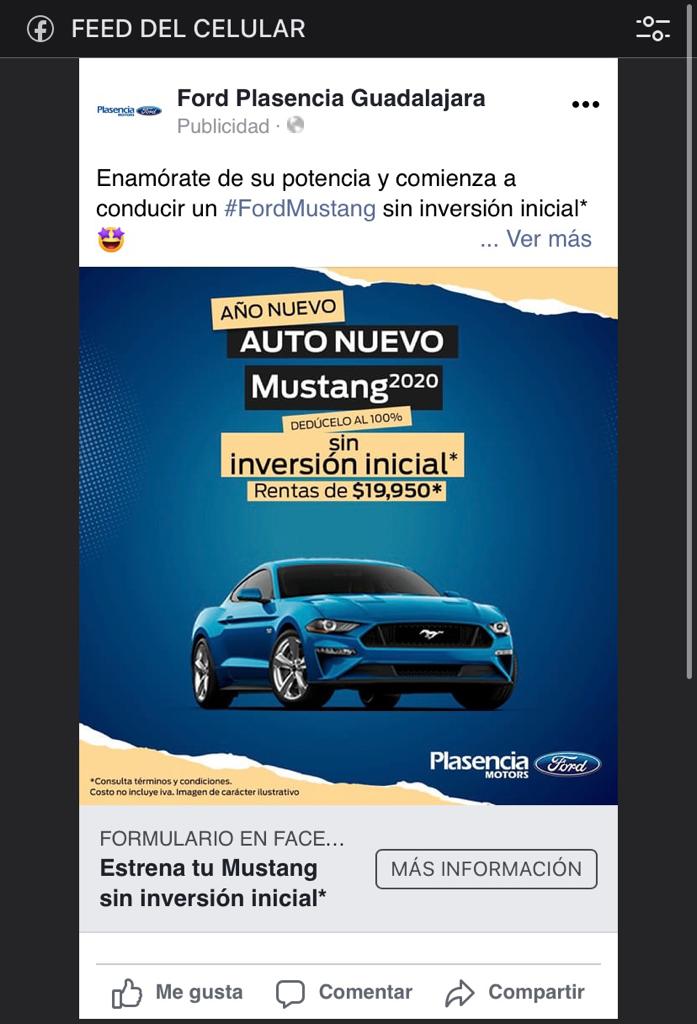 FEED DEL CELULAR
Plasencia Ford
MOTORS
Ford Plasencia Guadalajara
Publicidad ·
Enamórate de su potencia y comienza a
conducir un #FordMustang sin inversión inicial*
🤩 ... Ver más
AÑO NUEVO
AUTO NUEVO
Mustang2020
DEDÚCELO AL 100%
sin
inversión inicial*
Rentas de $19,950*
Plasencia Ford
MOTORS
*Consulta términos y condiciones.
Costo no incluye iva. Imagen de carácter ilustrativo
FORMULARIO EN FACE...
Estrena tu Mustang
sin inversión inicial*
MÁS INFORMACIÓN
Me gusta Comentar Compartir